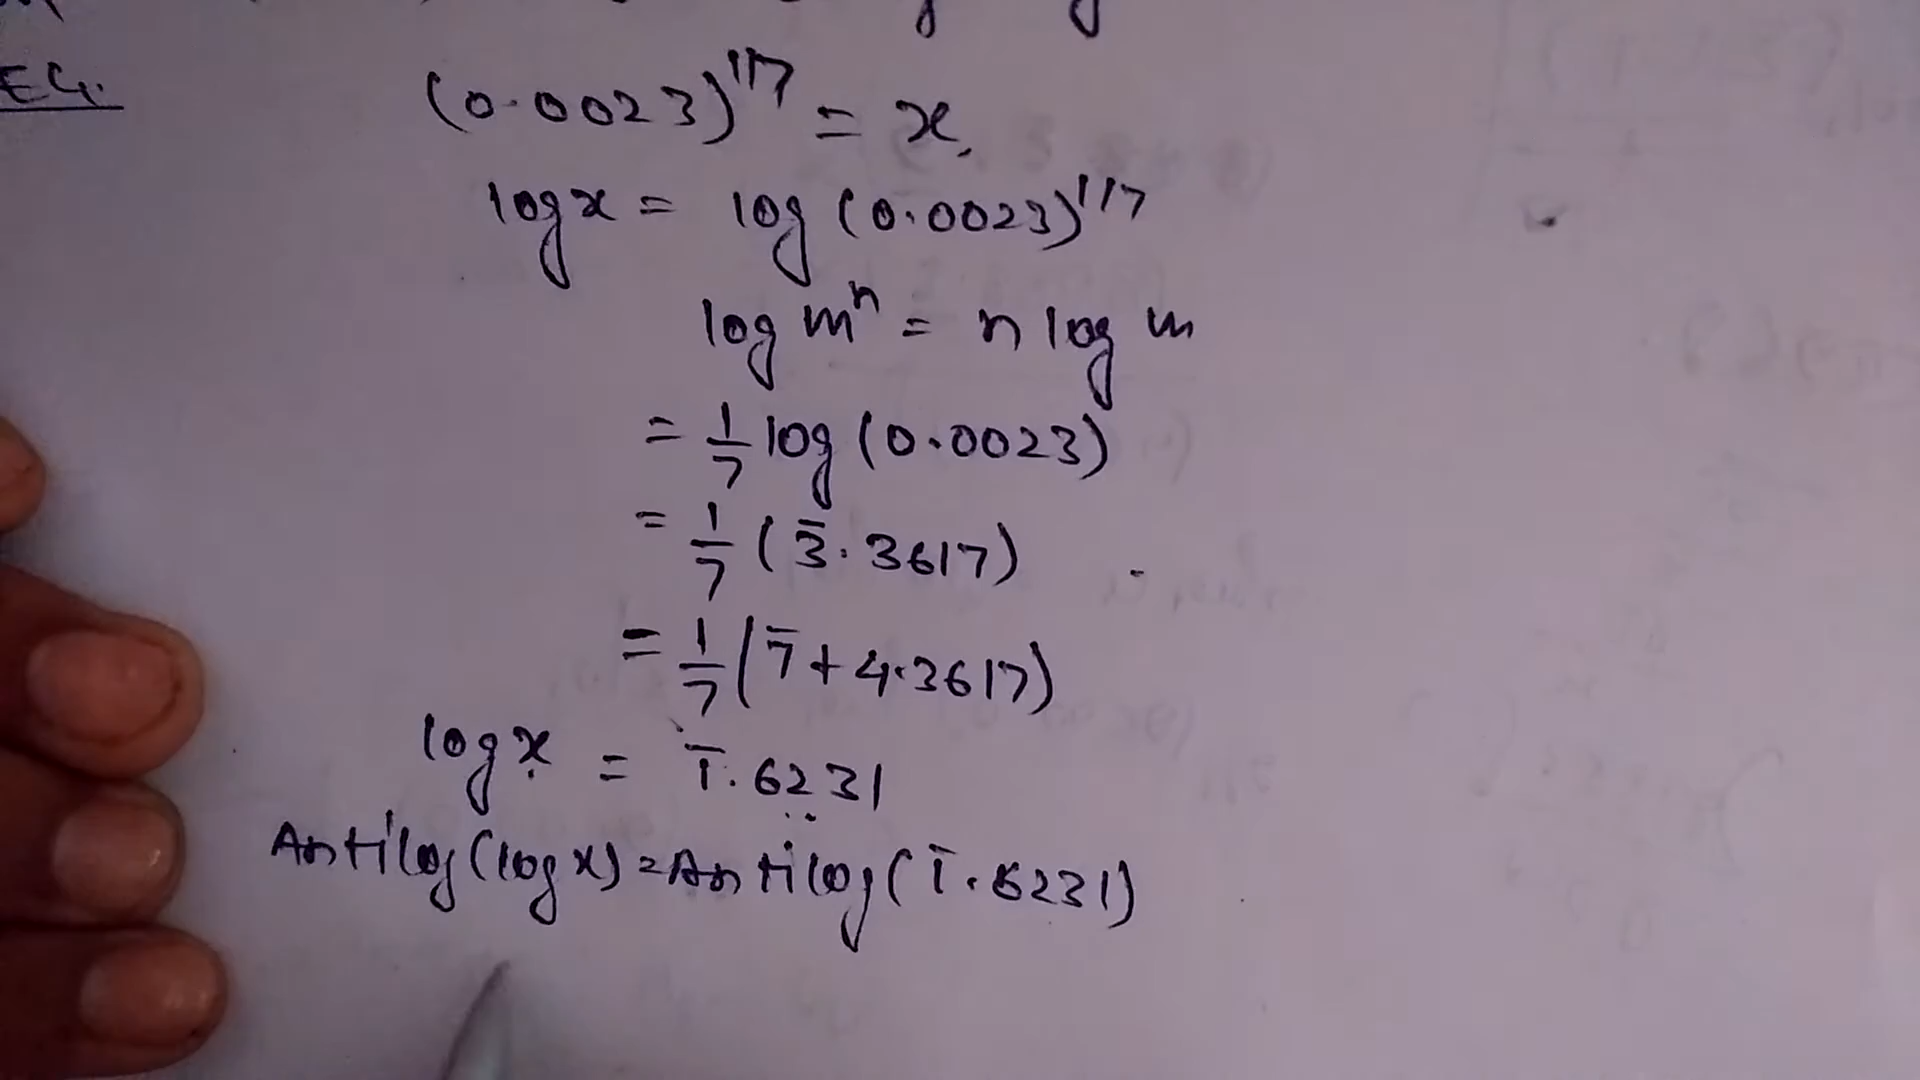 EG.
(0.0023)^1/7 = x
log x = log (0.0023)^1/7
log m^n = n log m
= 1/7 log (0.0023)
= 1/7 (3̄.3617)
= 1/7 (7̄ + 4.3617)
log x = 1̄.6231
Antilog (log x) = Antilog (1̄.6231)